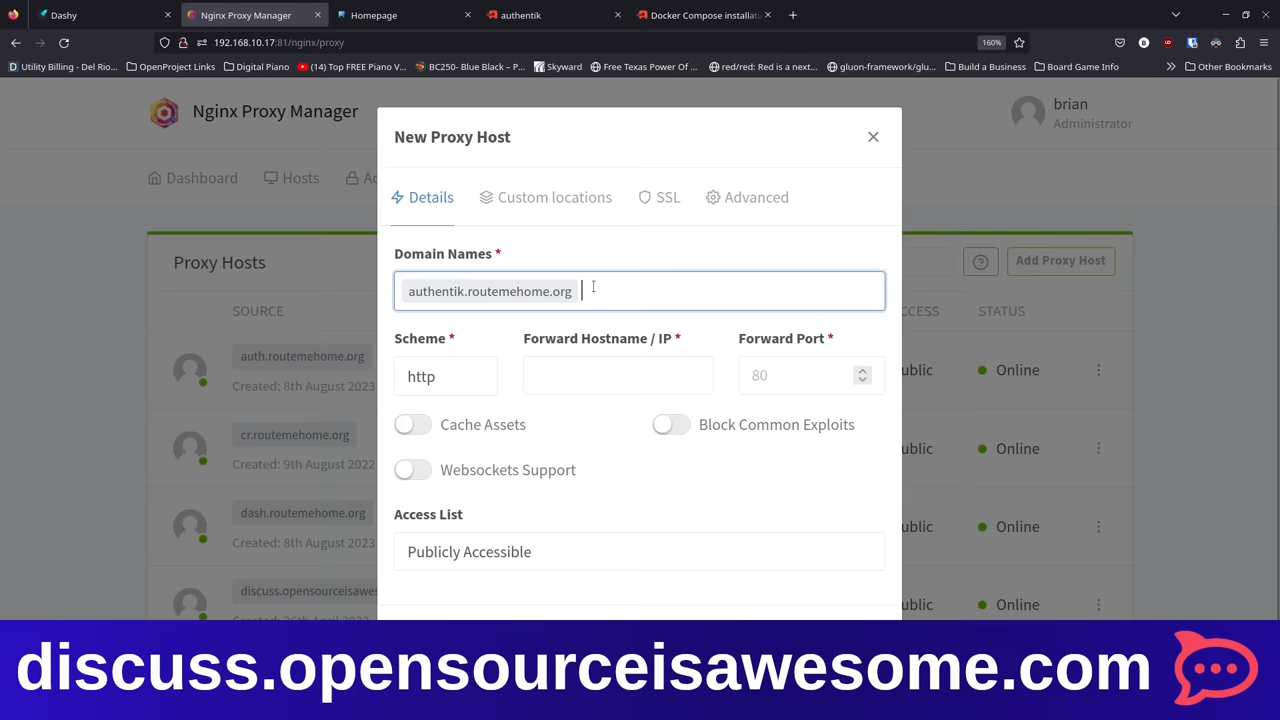 Dashy
Nginx Proxy Manager
Homepage
authentik
Docker Compose installat
192.168.10.17:81/nginx/proxy
160%
Utility Billing - Del Rio...
OpenProject Links
Digital Piano
(14) Top FREE Piano V...
BC250- Blue Black – P...
Skyward
Free Texas Power Of ...
red/red: Red is a next...
gluon-framework/glu...
Build a Business
Board Game Info
Other Bookmarks
Nginx Proxy Manager
brian
Administrator
Dashboard
Hosts
Ac
New Proxy Host
Details
Custom locations
SSL
Advanced
Proxy Hosts
Add Proxy Host
SOURCE
CCESS
STATUS
auth.routemehome.org
Created: 8th August 2023
ublic
Online
cr.routemehome.org
Created: 9th August 2022
ublic
Online
dash.routemehome.org
Created: 8th August 2023
ublic
Online
discuss.opensourceisawes
ublic
Online
Domain Names *
authentik.routemehome.org
Scheme *
Forward Hostname / IP *
Forward Port *
http
80
Cache Assets
Block Common Exploits
Websockets Support
Access List
Publicly Accessible
discuss.opensourceisawesome.com